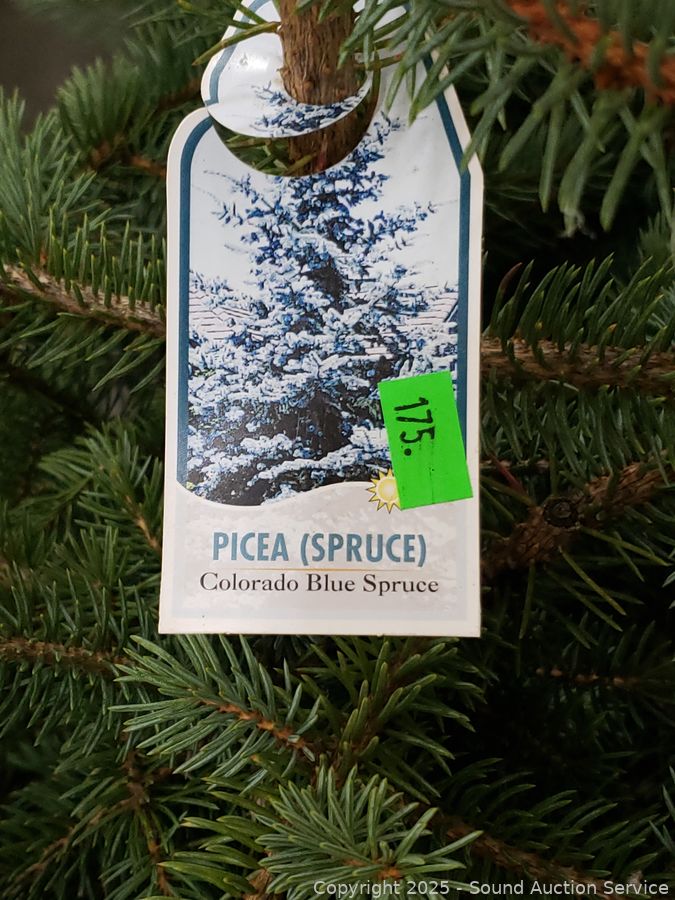 175.
PICEA (SPRUCE)
Colorado Blue Spruce
Copyright 2025 - Sound Auction Service